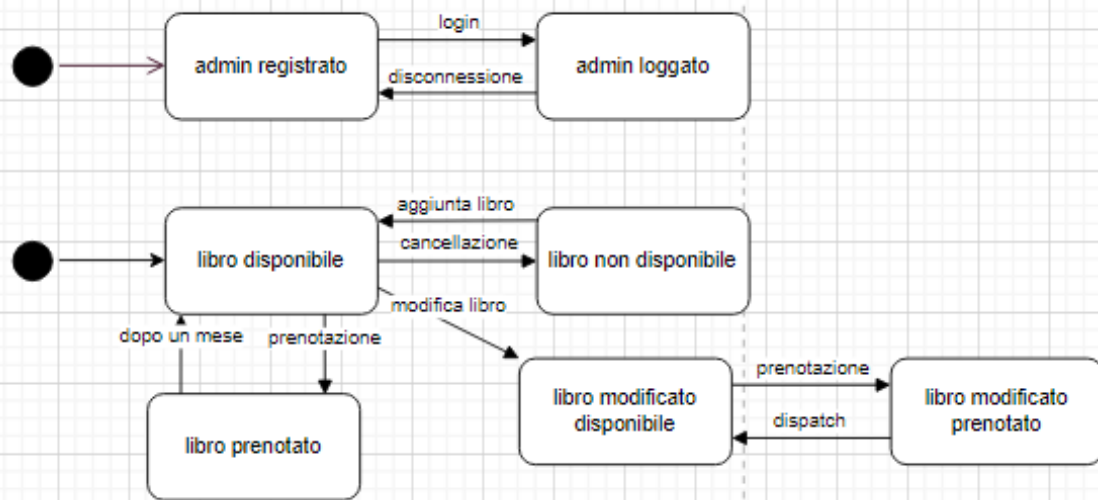 login
admin registrato
admin loggato
disconnessione
aggiunta libro
cancellazione
libro disponibile
libro non disponibile
modifica libro
dopo un mese
prenotazione
prenotazione
libro modificato
disponibile
libro modificato
prenotato
dispatch
libro prenotato